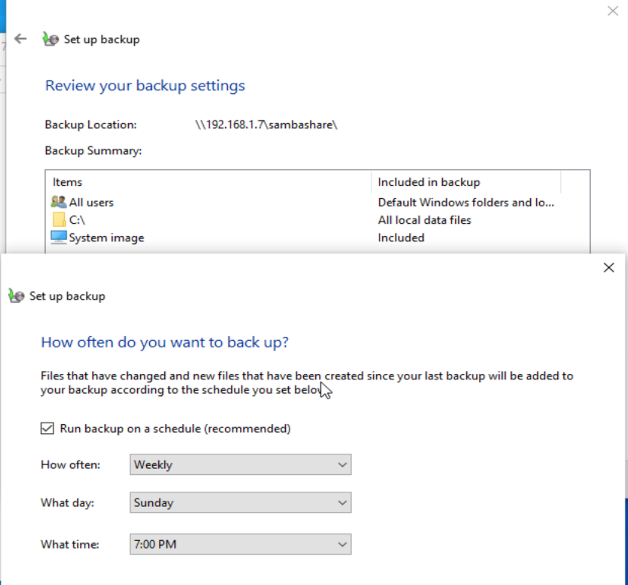 Set up backup
Review your backup settings
Backup Location: \\192.168.1.7\sambashare\
Backup Summary:
Items Included in backup
All users Default Windows folders and lo...
C:\ All local data files
System image Included
Set up backup
How often do you want to back up?
Files that have changed and new files that have been created since your last backup will be added to
your backup according to the schedule you set below.
Run backup on a schedule (recommended)
How often: Weekly
What day: Sunday
What time: 7:00 PM